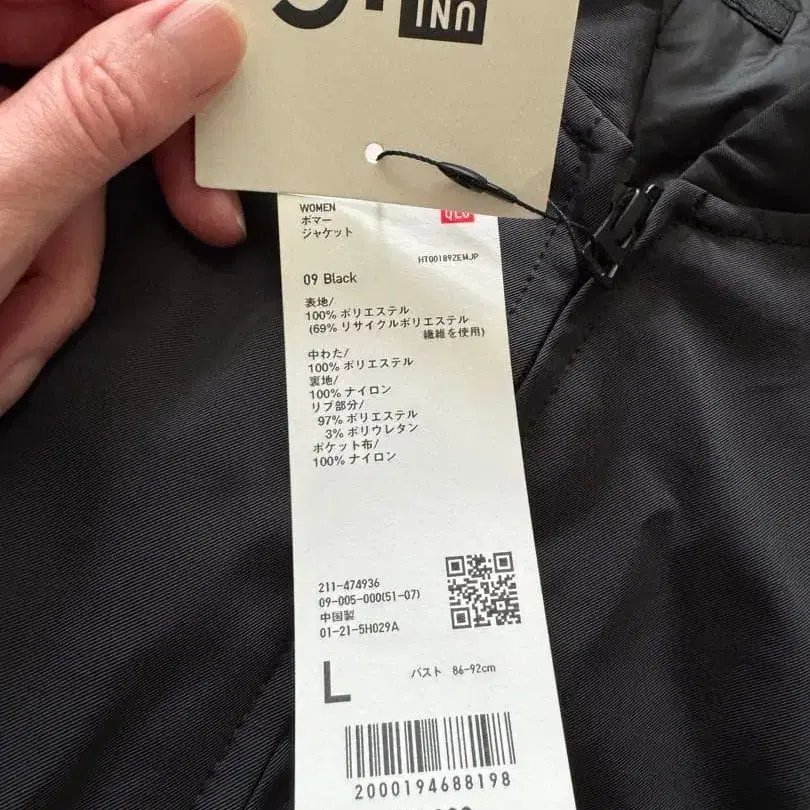 WOMEN
ボマー
ジャケット
HT001892EMJP
09 Black
表地/
100% ポリエステル
(69% リサイクルポリエステル
繊維を使用)
中わた/
100% ポリエステル
裏地/
100% ナイロン
リブ部分/
97% ポリエステル
3% ポリウレタン
ポケット布/
100% ナイロン
211-474936
09-005-000(51-07)
中国製
01-21-5H029A
L
バスト 86-92cm
2000194688198